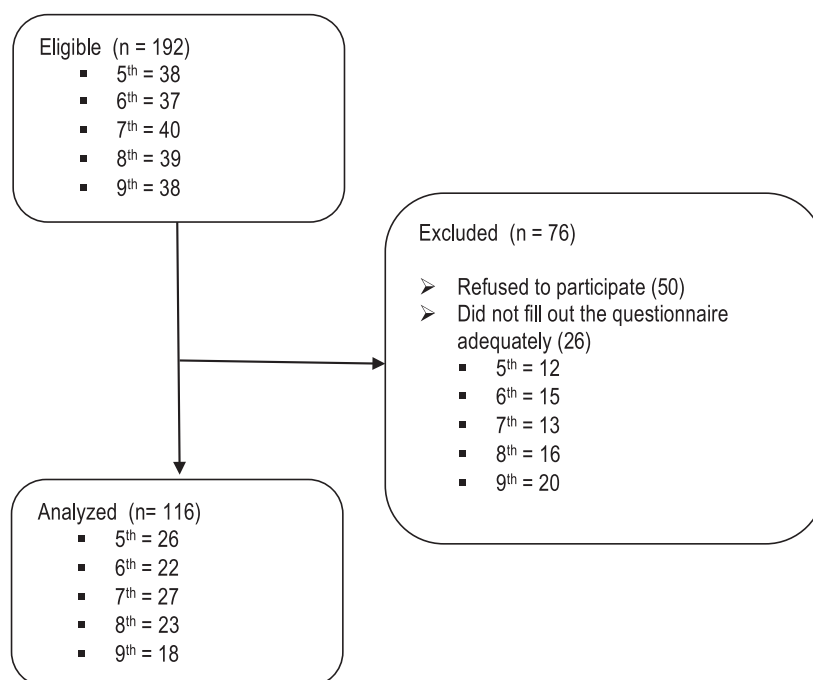 Eligible (n = 192)
▪ 5th = 38
▪ 6th = 37
▪ 7th = 40
▪ 8th = 39
▪ 9th = 38
Excluded (n = 76)
➢ Refused to participate (50)
➢ Did not fill out the questionnaire
adequately (26)
▪ 5th = 12
▪ 6th = 15
▪ 7th = 13
▪ 8th = 16
▪ 9th = 20
Analyzed (n= 116)
▪ 5th = 26
▪ 6th = 22
▪ 7th = 27
▪ 8th = 23
▪ 9th = 18